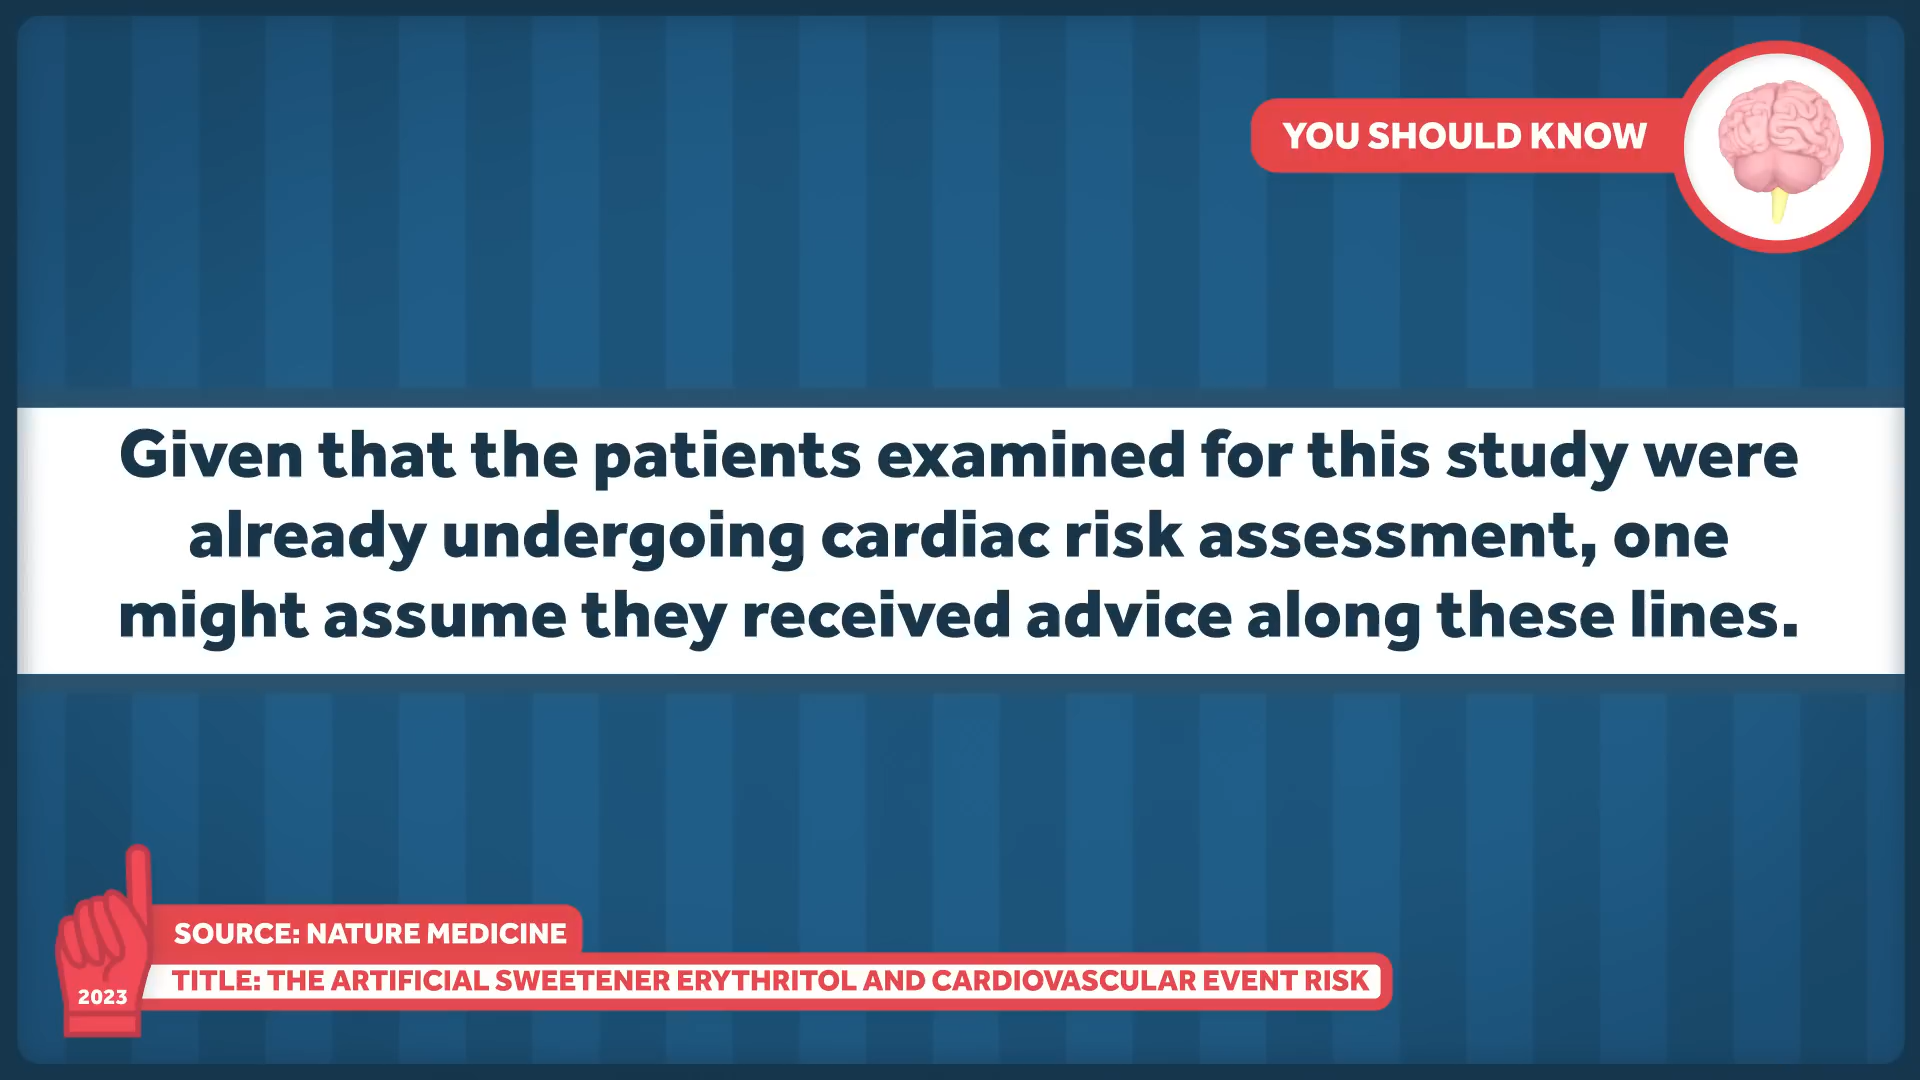 YOU SHOULD KNOW
Given that the patients examined for this study were
already undergoing cardiac risk assessment, one
might assume they received advice along these lines.
SOURCE: NATURE MEDICINE
TITLE: THE ARTIFICIAL SWEETENER ERYTHRITOL AND CARDIOVASCULAR EVENT RISK
2023